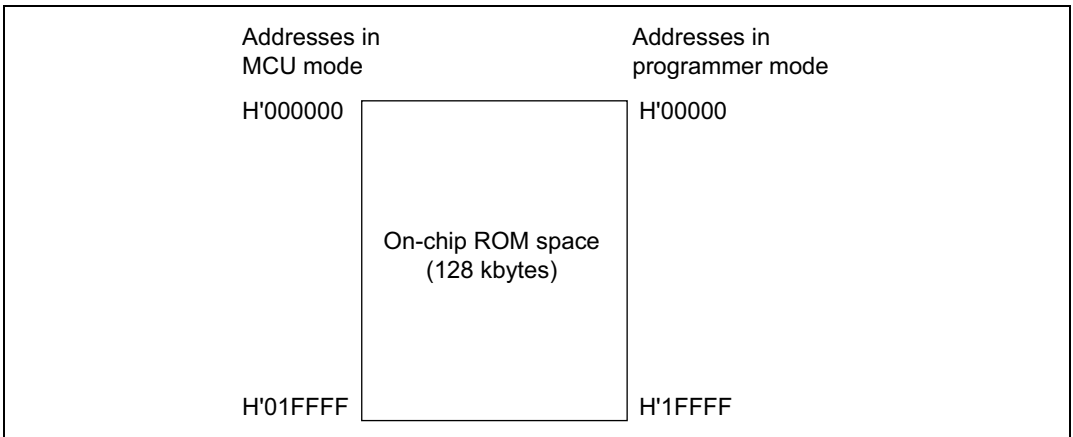 Addresses in
MCU mode
Addresses in
programmer mode
H'000000
H'00000
On-chip ROM space
(128 kbytes)
H'01FFFF
H'1FFFF